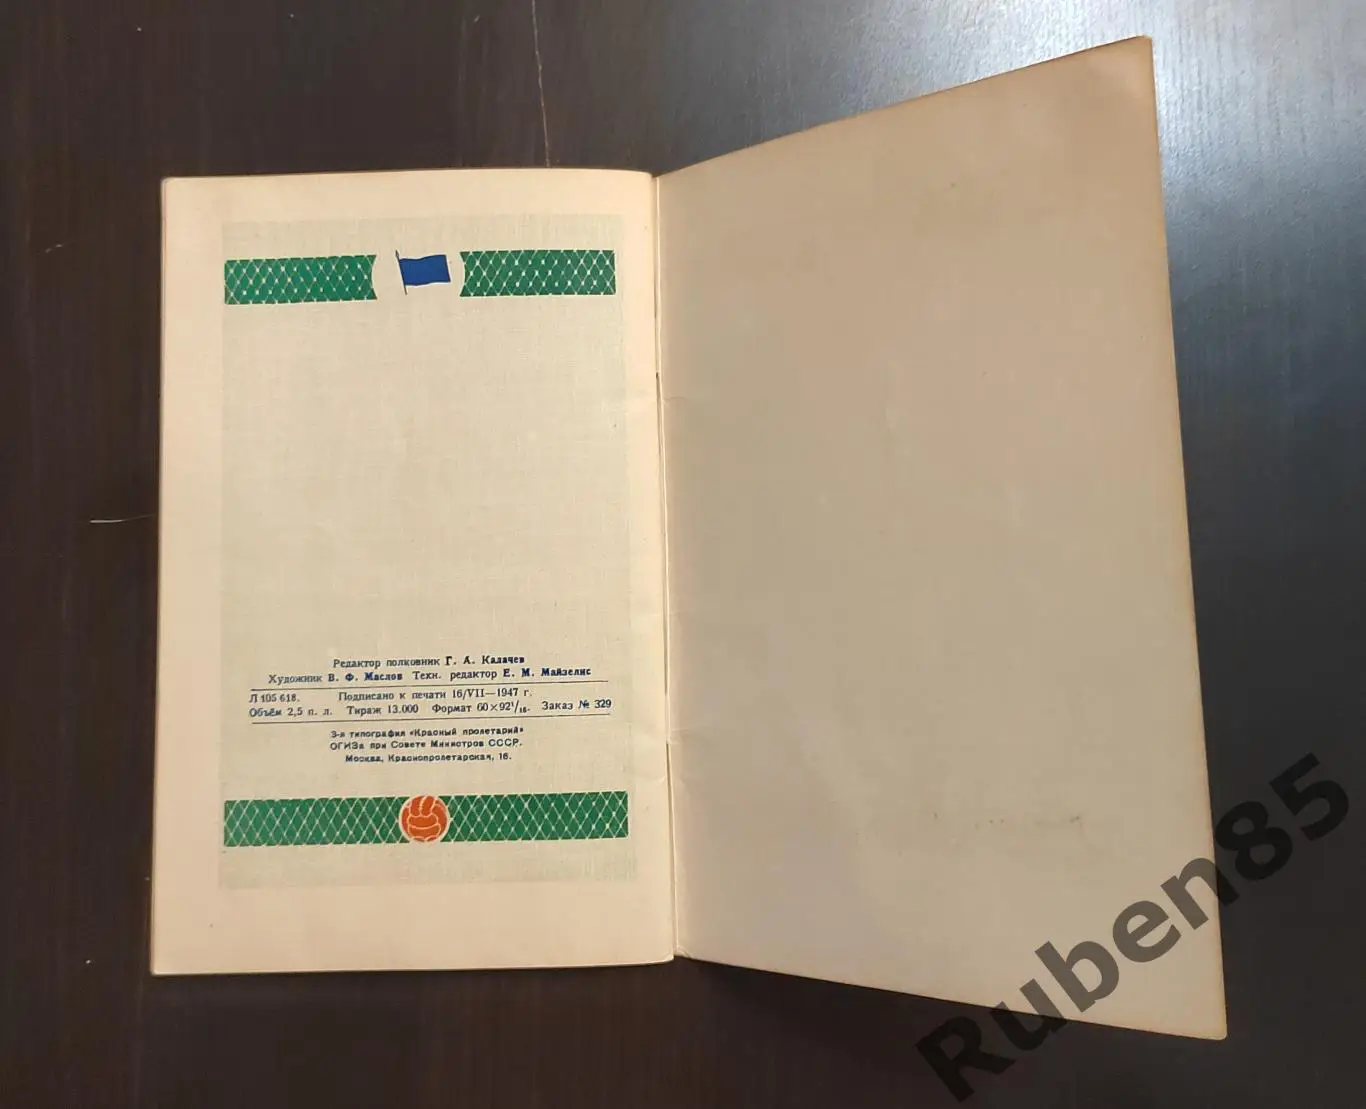 Редактор полковник Г. А. Калачев
Художник В. Ф. Маслов Техн. редактор Е. М. Майзелис
Л 105 618. Подписано к печати 16/VII—1947 г.
Объём 2,5 п. л. Тираж 13.000 Формат 60×92¹/₁₆. Заказ № 329
3-я типография «Красный пролетарий»
ОГИЗа при Совете Министров СССР.
Москва, Краснопролетарская, 16.
Ruben85